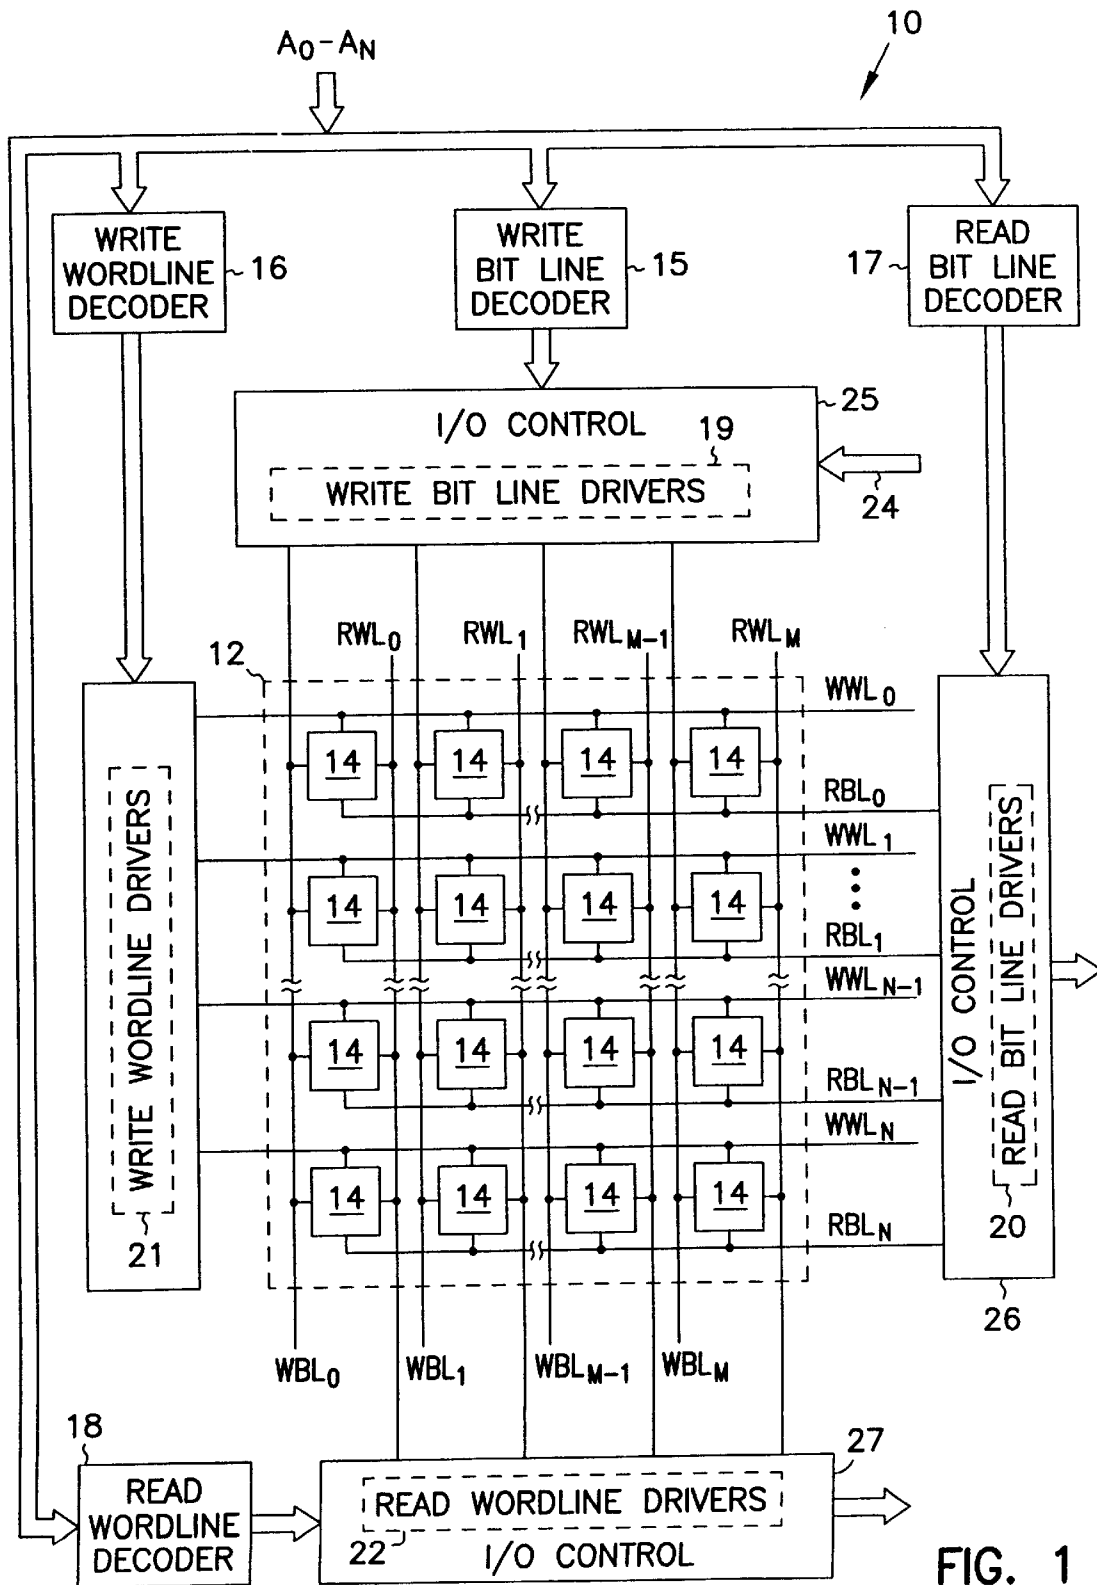 10
A0-AN
WRITE
WORDLINE
DECODER
16
WRITE
BIT LINE
DECODER
15
READ
BIT LINE
DECODER
17
I/O CONTROL
25
19
WRITE BIT LINE DRIVERS
24
RWL0 RWL1 RWLM-1 RWLM
12
WWL0
14 14 14 14
RBL0
WWL1
14 14 14 14
RBL1
WWLN-1
14 14 14 14
RBLN-1
WWLN
14 14 14 14
RBLN
WRITE WORDLINE DRIVERS
21
I/O CONTROL
READ BIT LINE DRIVERS
20
26
WBL0 WBL1 WBLM-1 WBLM
18
READ
WORDLINE
DECODER
27
READ WORDLINE DRIVERS
22
I/O CONTROL
FIG. 1